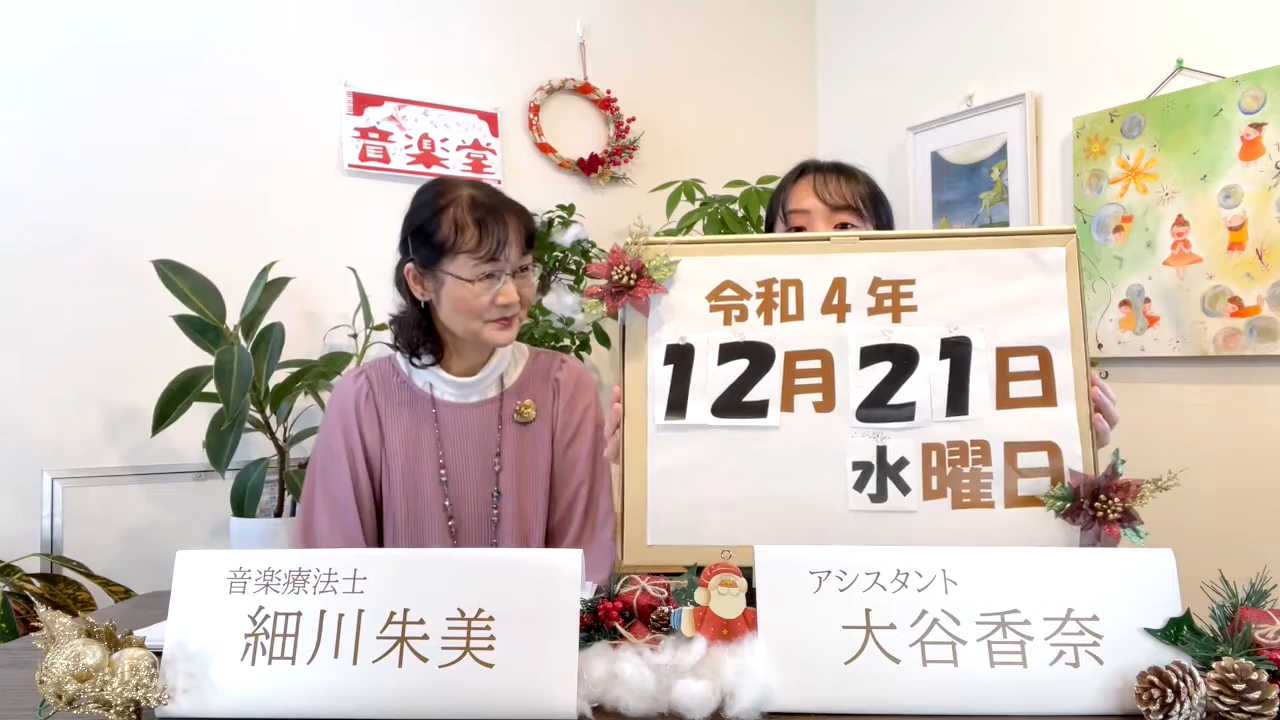 音楽堂
令和4年
12月21日
水曜日
音楽療法士
細川朱美
アシスタント
大谷香奈